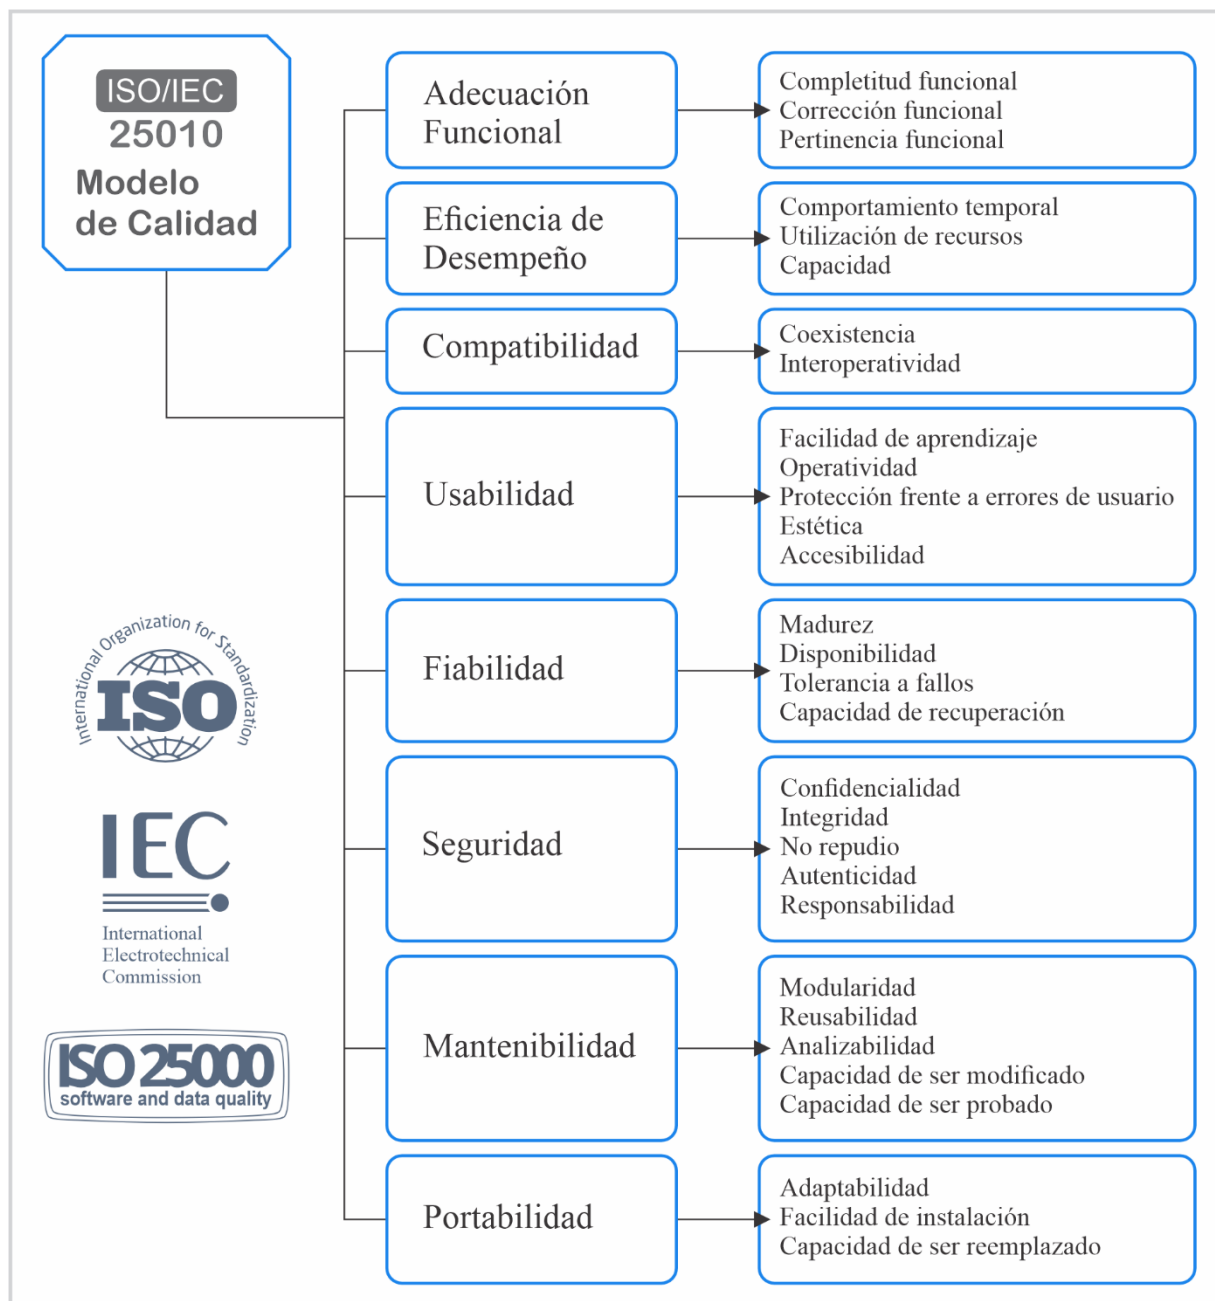 ISO/IEC
25010
Modelo
de Calidad
Adecuación
Funcional
Completitud funcional
Corrección funcional
Pertinencia funcional
Eficiencia de
Desempeño
Comportamiento temporal
Utilización de recursos
Capacidad
Compatibilidad
Coexistencia
Interoperatividad
Usabilidad
Facilidad de aprendizaje
Operatividad
Protección frente a errores de usuario
Estética
Accesibilidad
Fiabilidad
Madurez
Disponibilidad
Tolerancia a fallos
Capacidad de recuperación
Seguridad
Confidencialidad
Integridad
No repudio
Autenticidad
Responsabilidad
Mantenibilidad
Modularidad
Reusabilidad
Analizabilidad
Capacidad de ser modificado
Capacidad de ser probado
Portabilidad
Adaptabilidad
Facilidad de instalación
Capacidad de ser reemplazado
International Organization for Standardization
ISO
IEC
International
Electrotechnical
Commission
ISO 25000
software and data quality